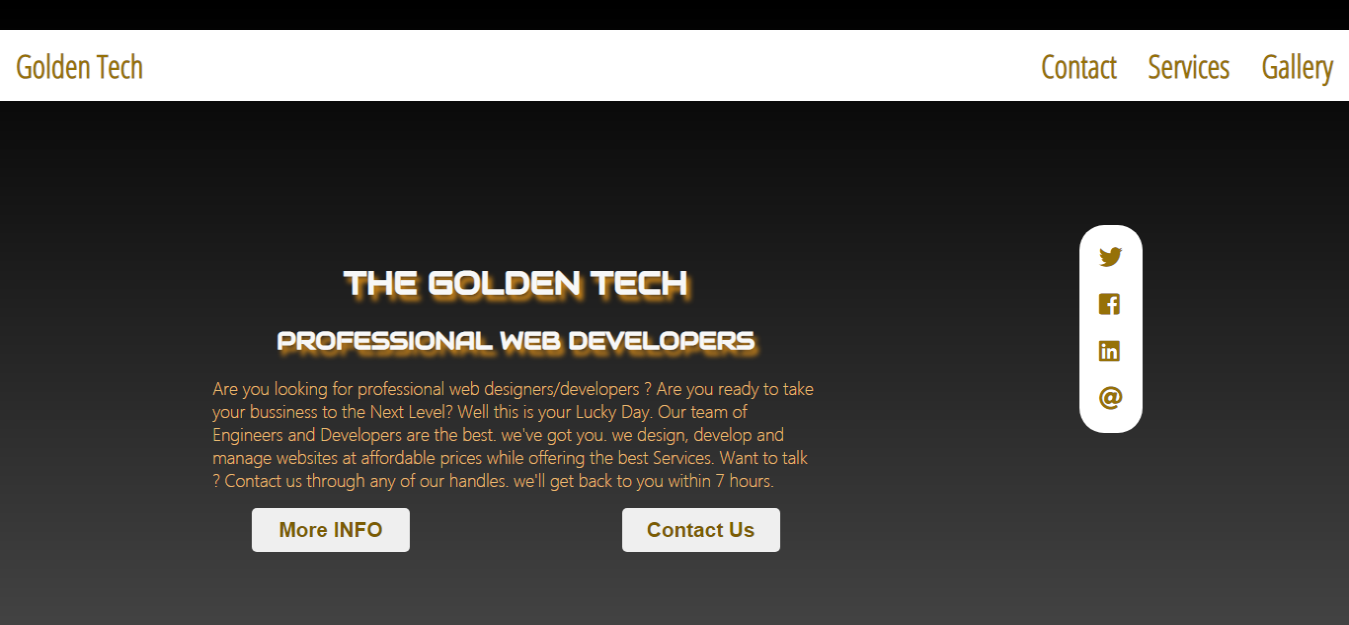 Golden Tech
Contact Services Gallery
THE GOLDEN TECH
PROFESSIONAL WEB DEVELOPERS
Are you looking for professional web designers/developers ? Are you ready to take
your bussiness to the Next Level? Well this is your Lucky Day. Our team of
Engineers and Developers are the best. we've got you. we design, develop and
manage websites at affordable prices while offering the best Services. Want to talk
? Contact us through any of our handles. we'll get back to you within 7 hours.
More INFO
Contact Us